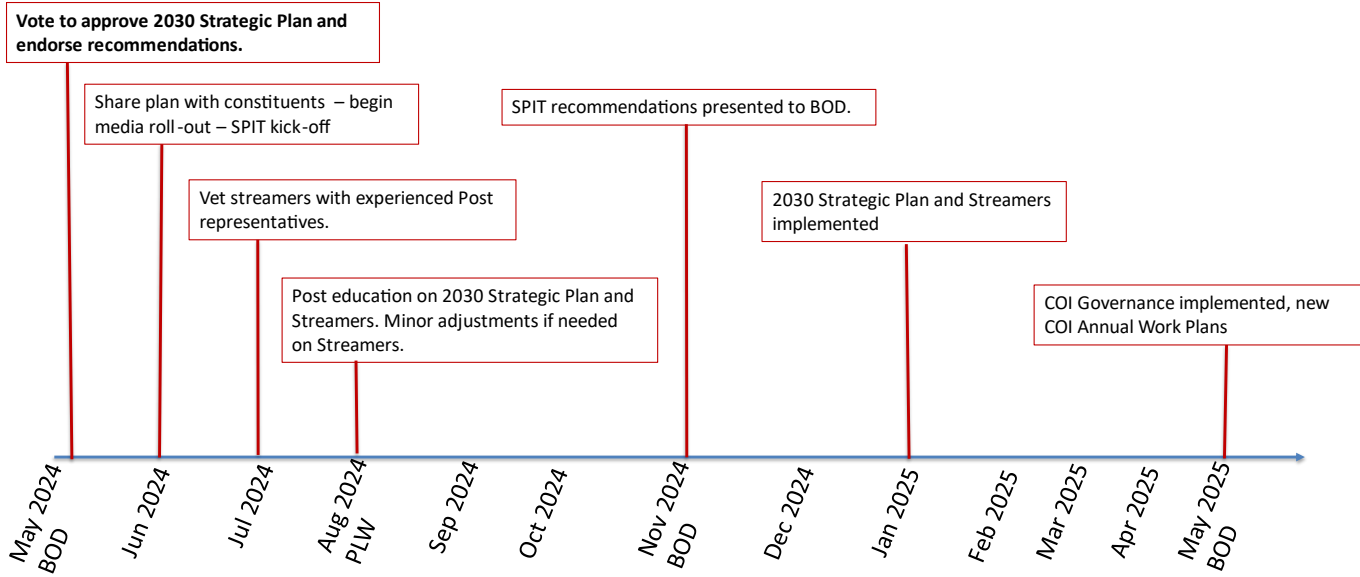 Vote to approve 2030 Strategic Plan and
endorse recommendations.
Share plan with constituents – begin
media roll-out – SPIT kick-off
SPIT recommendations presented to BOD.
Vet streamers with experienced Post
representatives.
2030 Strategic Plan and Streamers
implemented
Post education on 2030 Strategic Plan and
Streamers. Minor adjustments if needed
on Streamers.
COI Governance implemented, new
COI Annual Work Plans
May 2024
BOD
Jun 2024
Jul 2024
Aug 2024
PLW
Sep 2024
Oct 2024
Nov 2024
BOD
Dec 2024
Jan 2025
Feb 2025
Mar 2025
Apr 2025
May 2025
BOD